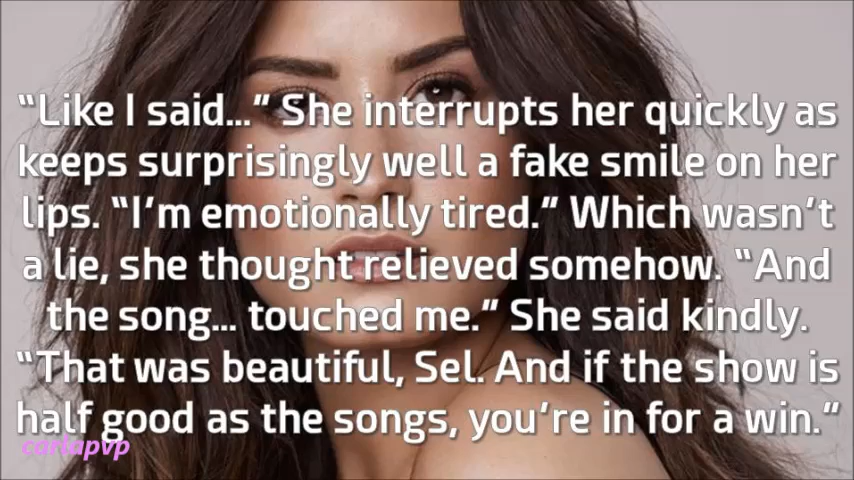 “Like I said...” She interrupts her quickly as
keeps surprisingly well a fake smile on her
lips. “I’m emotionally tired.” Which wasn’t
a lie, she thought relieved somehow. “And
the song... touched me.” She said kindly.
“That was beautiful, Sel. And if the show is
half good as the songs, you’re in for a win.”
carlapvp